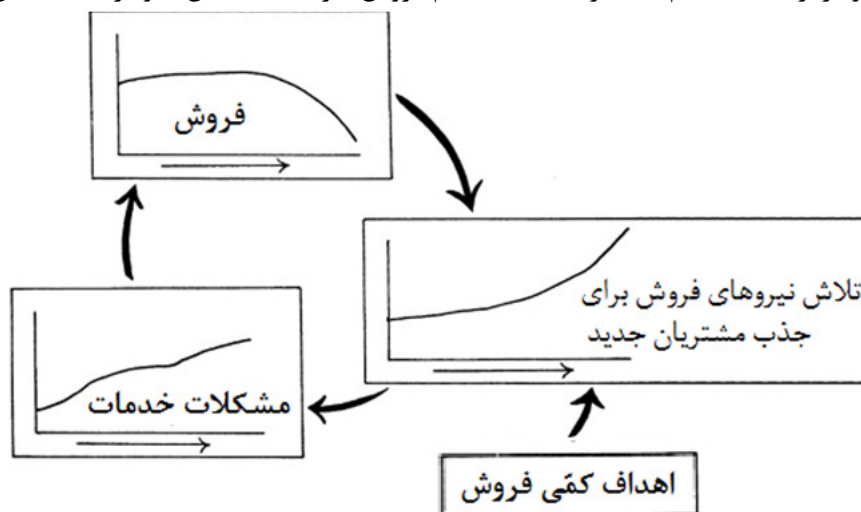 فروش
تلاش نیروهای فروش برای
جذب مشتریان جدید
مشکلات خدمات
اهداف کمّی فروش